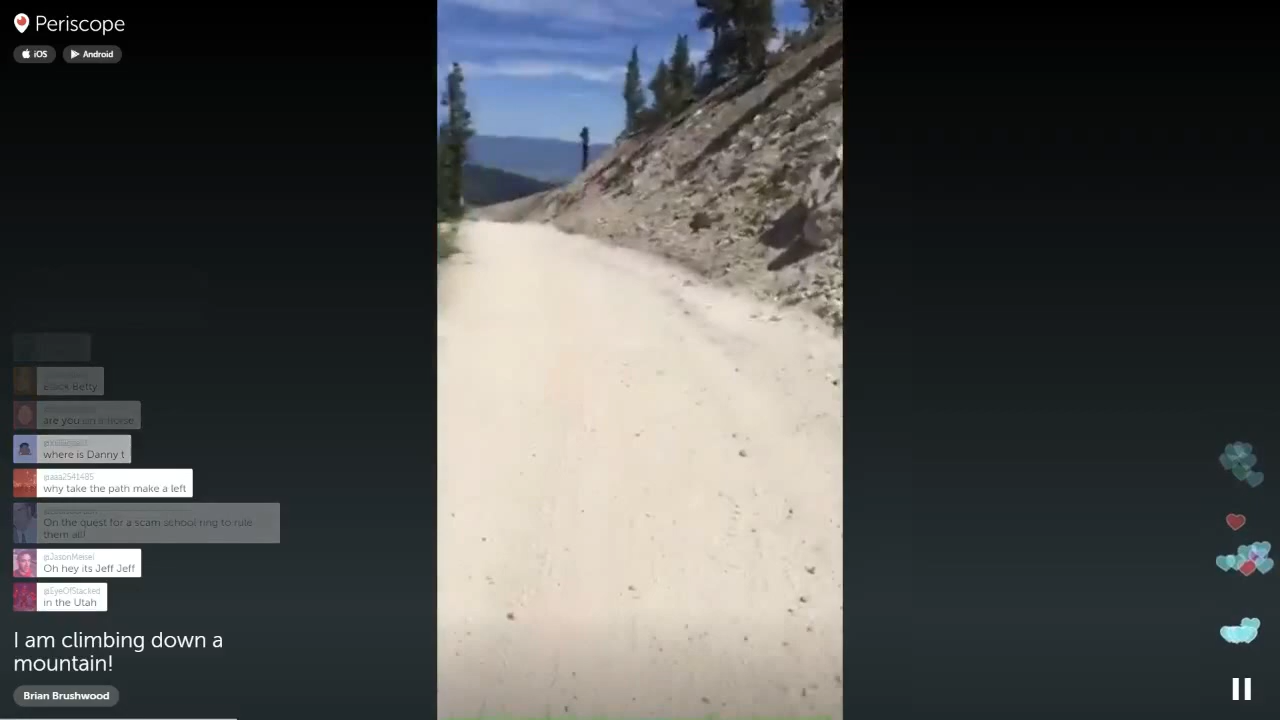 Periscope
iOS
Android
Black Betty
are you on a horse
where is Danny t
@aaa2541485
why take the path make a left
On the quest for a scam school ring to rule
them all!
@JasonMeisel
Oh hey its Jeff Jeff
@EyeOfStacked
in the Utah
I am climbing down a
mountain!
Brian Brushwood